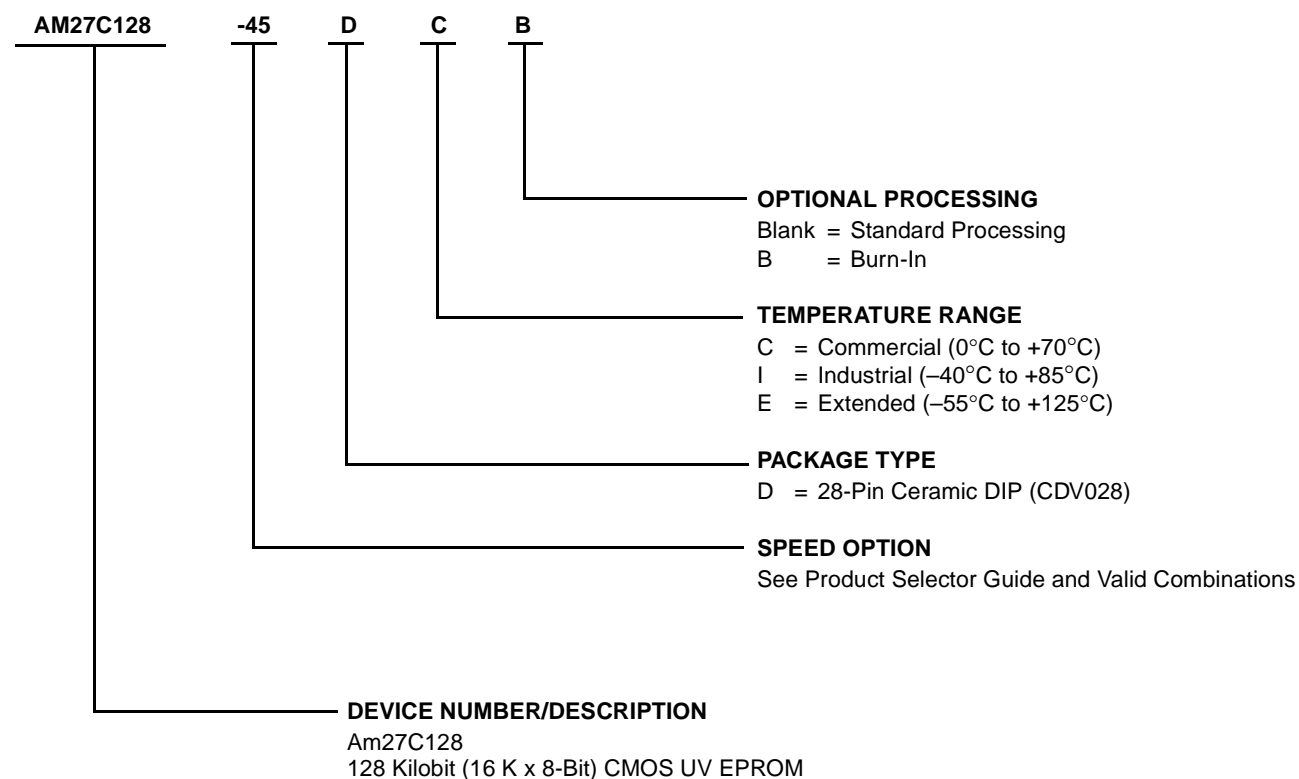 AM27C128 -45 D C B
OPTIONAL PROCESSING
Blank = Standard Processing
B = Burn-In
TEMPERATURE RANGE
C = Commercial (0°C to +70°C)
I = Industrial (–40°C to +85°C)
E = Extended (–55°C to +125°C)
PACKAGE TYPE
D = 28-Pin Ceramic DIP (CDV028)
SPEED OPTION
See Product Selector Guide and Valid Combinations
DEVICE NUMBER/DESCRIPTION
Am27C128
128 Kilobit (16 K x 8-Bit) CMOS UV EPROM